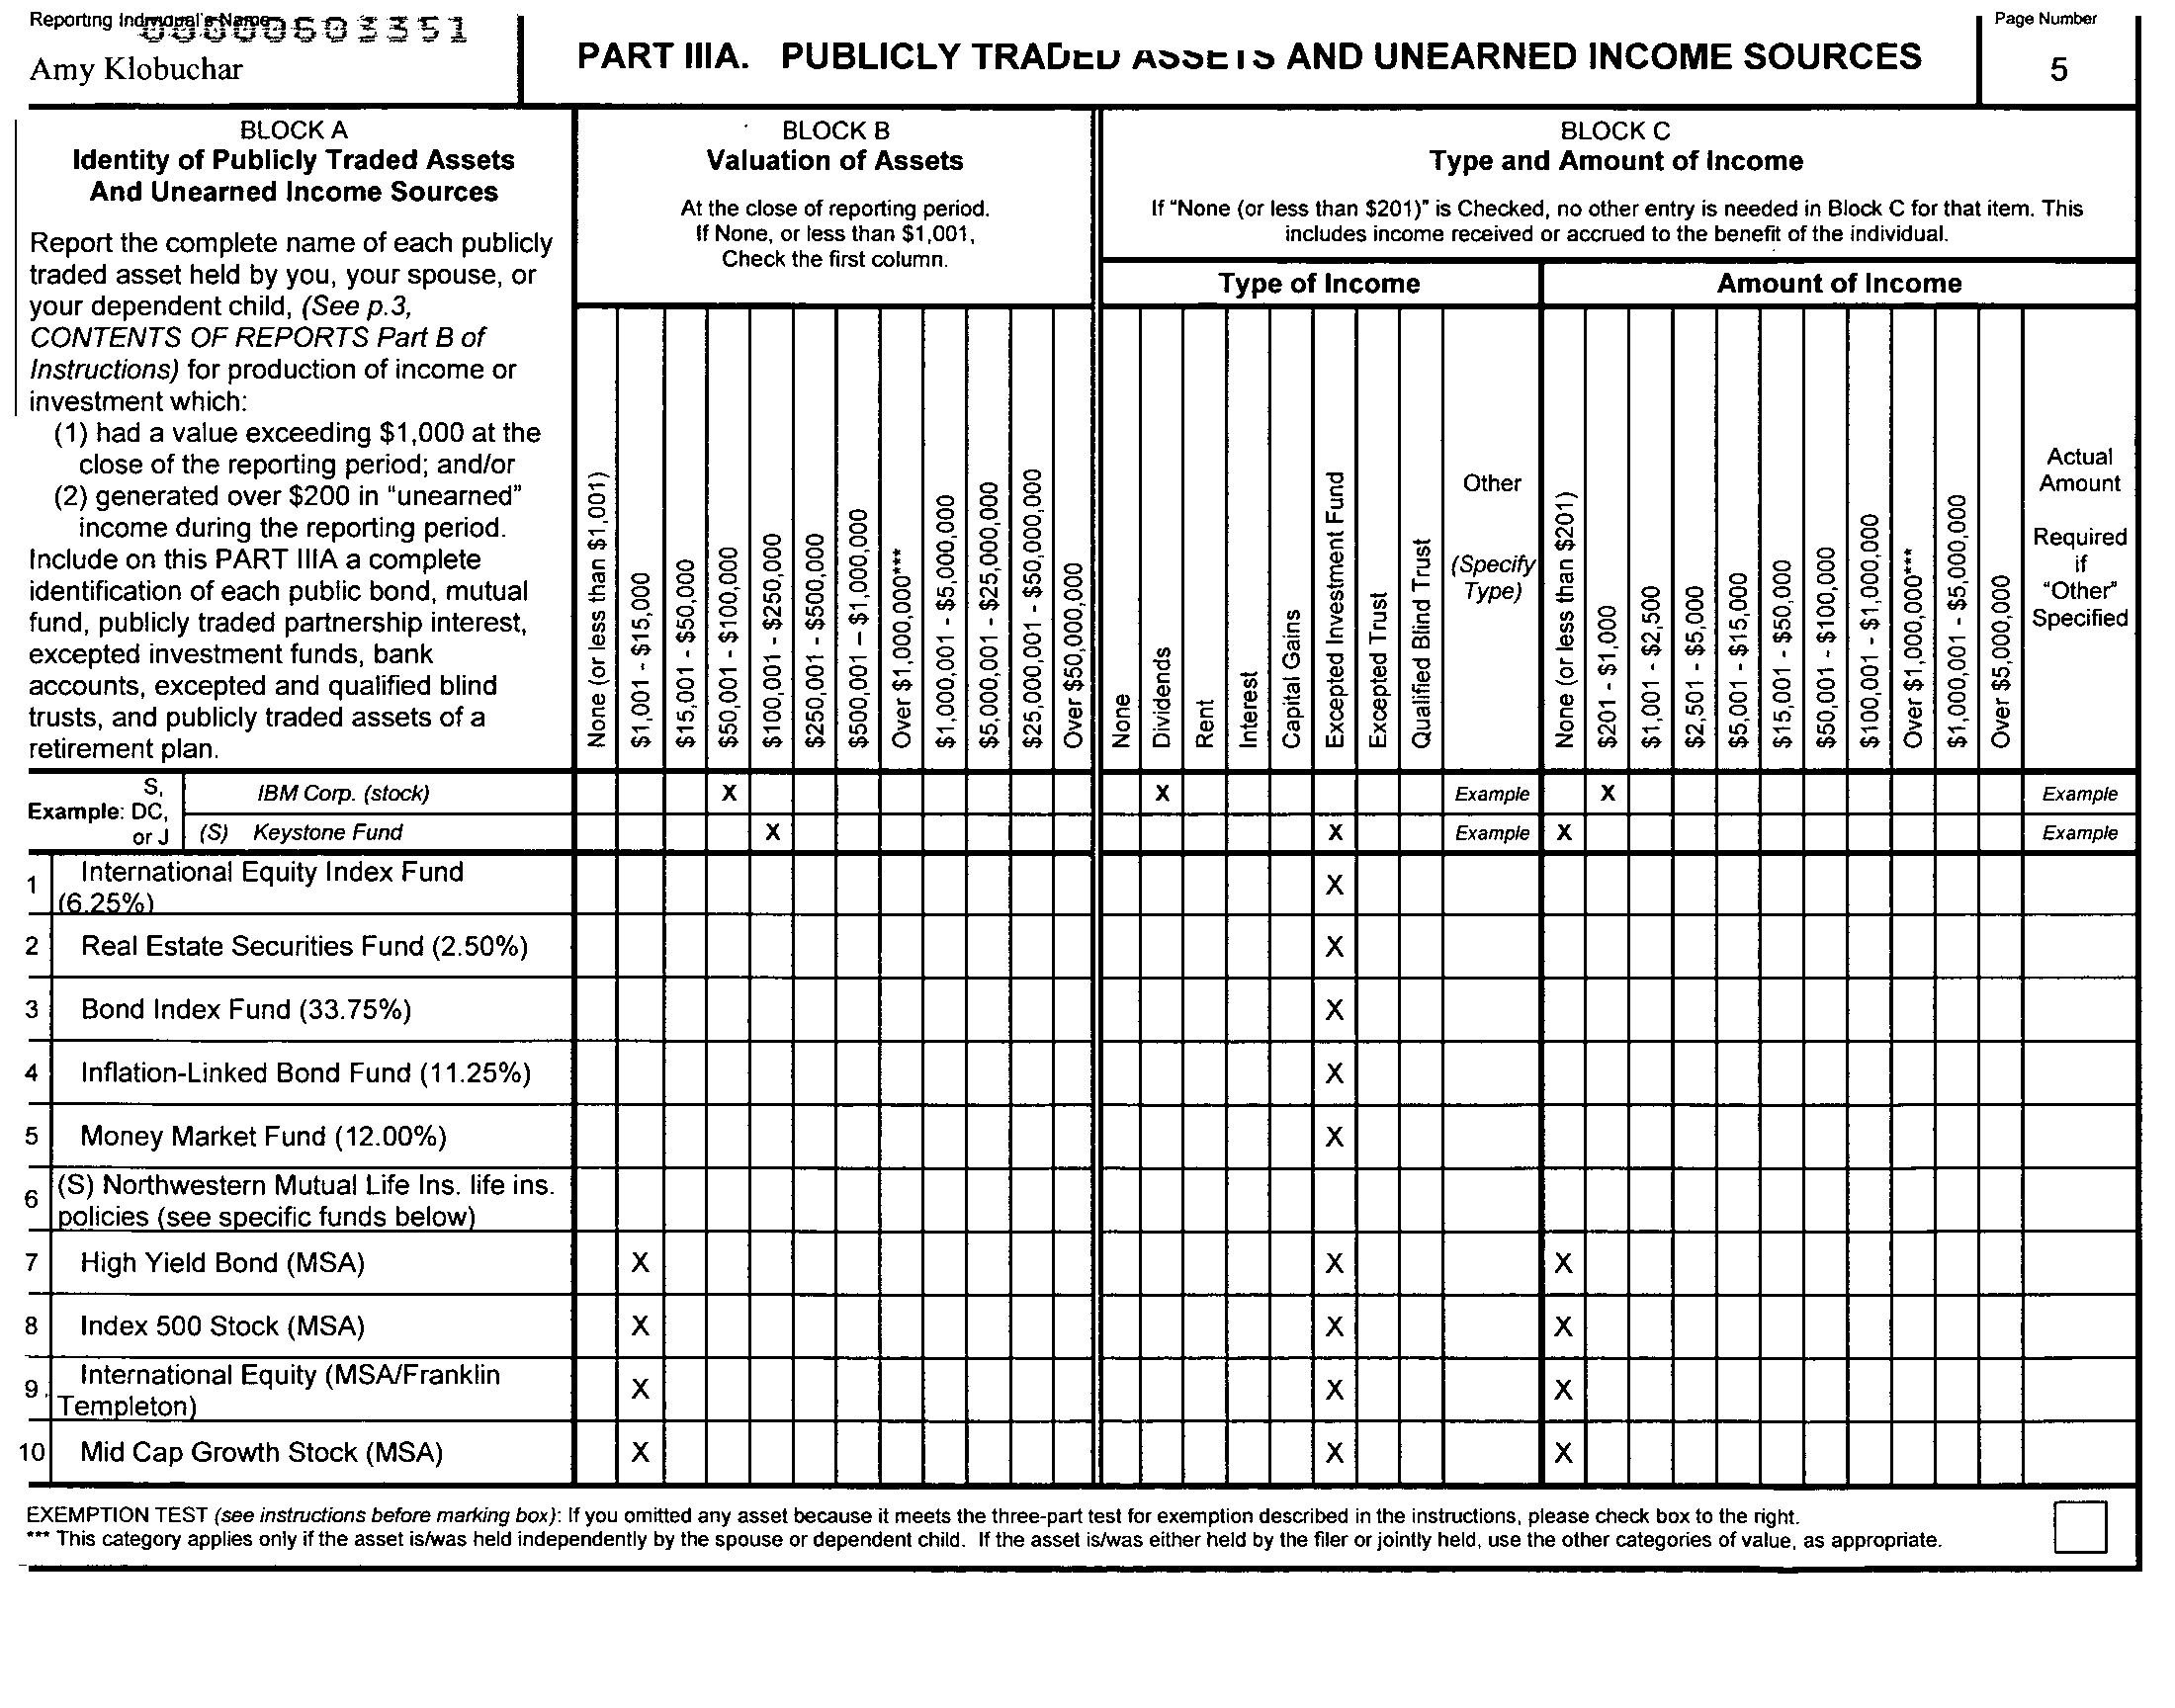 Reporting Individual's Name
00000503351
Amy Klobuchar
PART IIIA. PUBLICLY TRADED ASSETS AND UNEARNED INCOME SOURCES
Page Number
5
BLOCK A
Identity of Publicly Traded Assets
And Unearned Income Sources
Report the complete name of each publicly
traded asset held by you, your spouse, or
your dependent child, (See p.3,
CONTENTS OF REPORTS Part B of
Instructions) for production of income or
investment which:
(1) had a value exceeding $1,000 at the
close of the reporting period; and/or
(2) generated over $200 in "unearned"
income during the reporting period.
Include on this PART IIIA a complete
identification of each public bond, mutual
fund, publicly traded partnership interest,
excepted investment funds, bank
accounts, excepted and qualified blind
trusts, and publicly traded assets of a
retirement plan.
BLOCK B
Valuation of Assets
At the close of reporting period.
If None, or less than $1,001,
Check the first column.
None (or less than $1,001)
$1,001 - $15,000
$15,001 - $50,000
$50,001 - $100,000
$100,001 - $250,000
$250,001 - $500,000
$500,001 – $1,000,000
Over $1,000,000***
$1,000,001 - $5,000,000
$5,000,001 - $25,000,000
$25,000,001 - $50,000,000
Over $50,000,000
BLOCK C
Type and Amount of Income
If "None (or less than $201)" is Checked, no other entry is needed in Block C for that item. This
includes income received or accrued to the benefit of the individual.
Type of Income
None
Dividends
Rent
Interest
Capital Gains
Excepted Investment Fund
Excepted Trust
Qualified Blind Trust
Other
(Specify
Type)
Amount of Income
None (or less than $201)
$201 - $1,000
$1,001 - $2,500
$2,501 - $5,000
$5,001 - $15,000
$15,001 - $50,000
$50,001 - $100,000
$100,001 - $1,000,000
Over $1,000,000***
$1,000,001 - $5,000,000
Over $5,000,000
Actual
Amount
Required
if
"Other"
Specified
Example: S, DC, or J
IBM Corp. (stock) X X Example X Example
(S) Keystone Fund X X Example X Example
1 International Equity Index Fund
(6.25%) X
2 Real Estate Securities Fund (2.50%) X
3 Bond Index Fund (33.75%) X
4 Inflation-Linked Bond Fund (11.25%) X
5 Money Market Fund (12.00%) X
6 (S) Northwestern Mutual Life Ins. life ins.
policies (see specific funds below)
7 High Yield Bond (MSA) X X X
8 Index 500 Stock (MSA) X X X
9. International Equity (MSA/Franklin
Templeton) X X X
10 Mid Cap Growth Stock (MSA) X X X
EXEMPTION TEST (see instructions before marking box): If you omitted any asset because it meets the three-part test for exemption described in the instructions, please check box to the right.
*** This category applies only if the asset is/was held independently by the spouse or dependent child. If the asset is/was either held by the filer or jointly held, use the other categories of value, as appropriate.